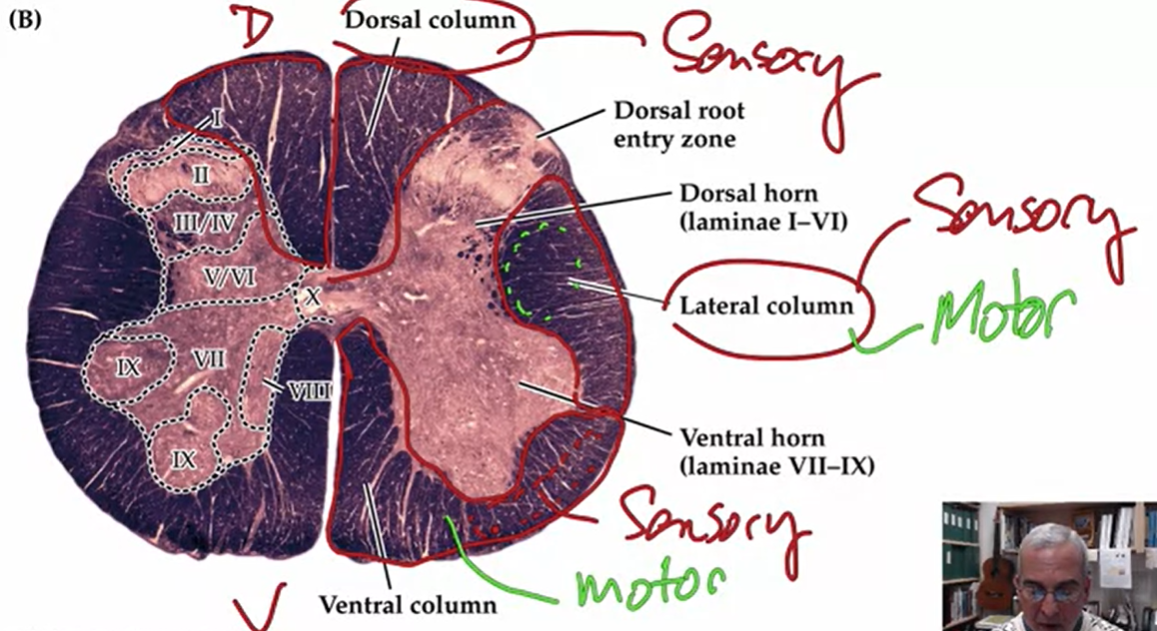 (B)
D
Dorsal column
Sensory
Dorsal root
entry zone
I
II
III/IV
V/VI
X
Dorsal horn
(laminae I–VI)
Sensory
Lateral column
Motor
IX
VII
VIII
IX
Ventral horn
(laminae VII–IX)
Sensory
motor
V
Ventral column